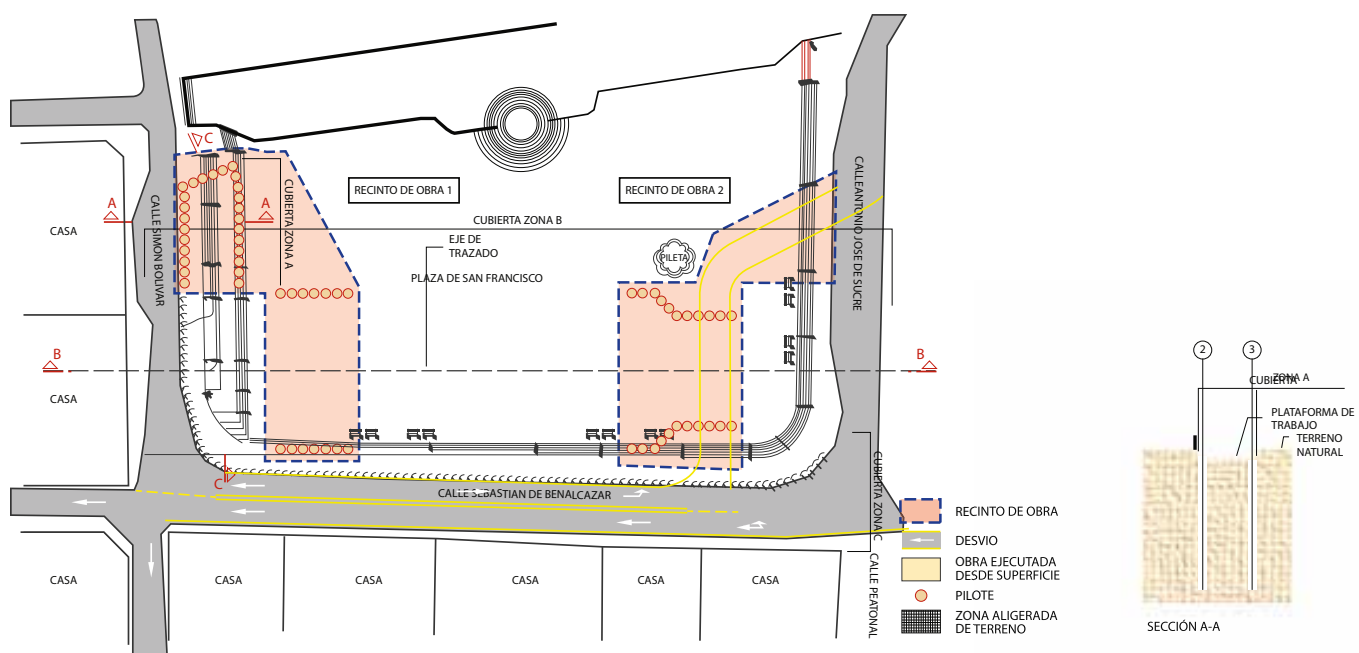 C
RECINTO DE OBRA 1
RECINTO DE OBRA 2
A
A
CASA
CALLE SIMON BOLIVAR
CUBIERTA ZONA A
CUBIERTA ZONA B
EJE DE
TRAZADO
PLAZA DE SAN FRANCISCO
PILETA
CALLEANTONIO JOSE DE SUCRE
B
B
CASA
C
CALLE SEBASTIAN DE BENALCAZAR
CUBIERTA ZONA C
CALLE PEATONAL
CASA
CASA
CASA
CASA
CASA
CASA
RECINTO DE OBRA
DESVIO
OBRA EJECUTADA
DESDE SUPERFICIE
PILOTE
ZONA ALIGERADA
DE TERRENO
2
3
ZONA A
CUBIERTA
PLATAFORMA DE
TRABAJO
TERRENO
NATURAL
SECCIÓN A-A